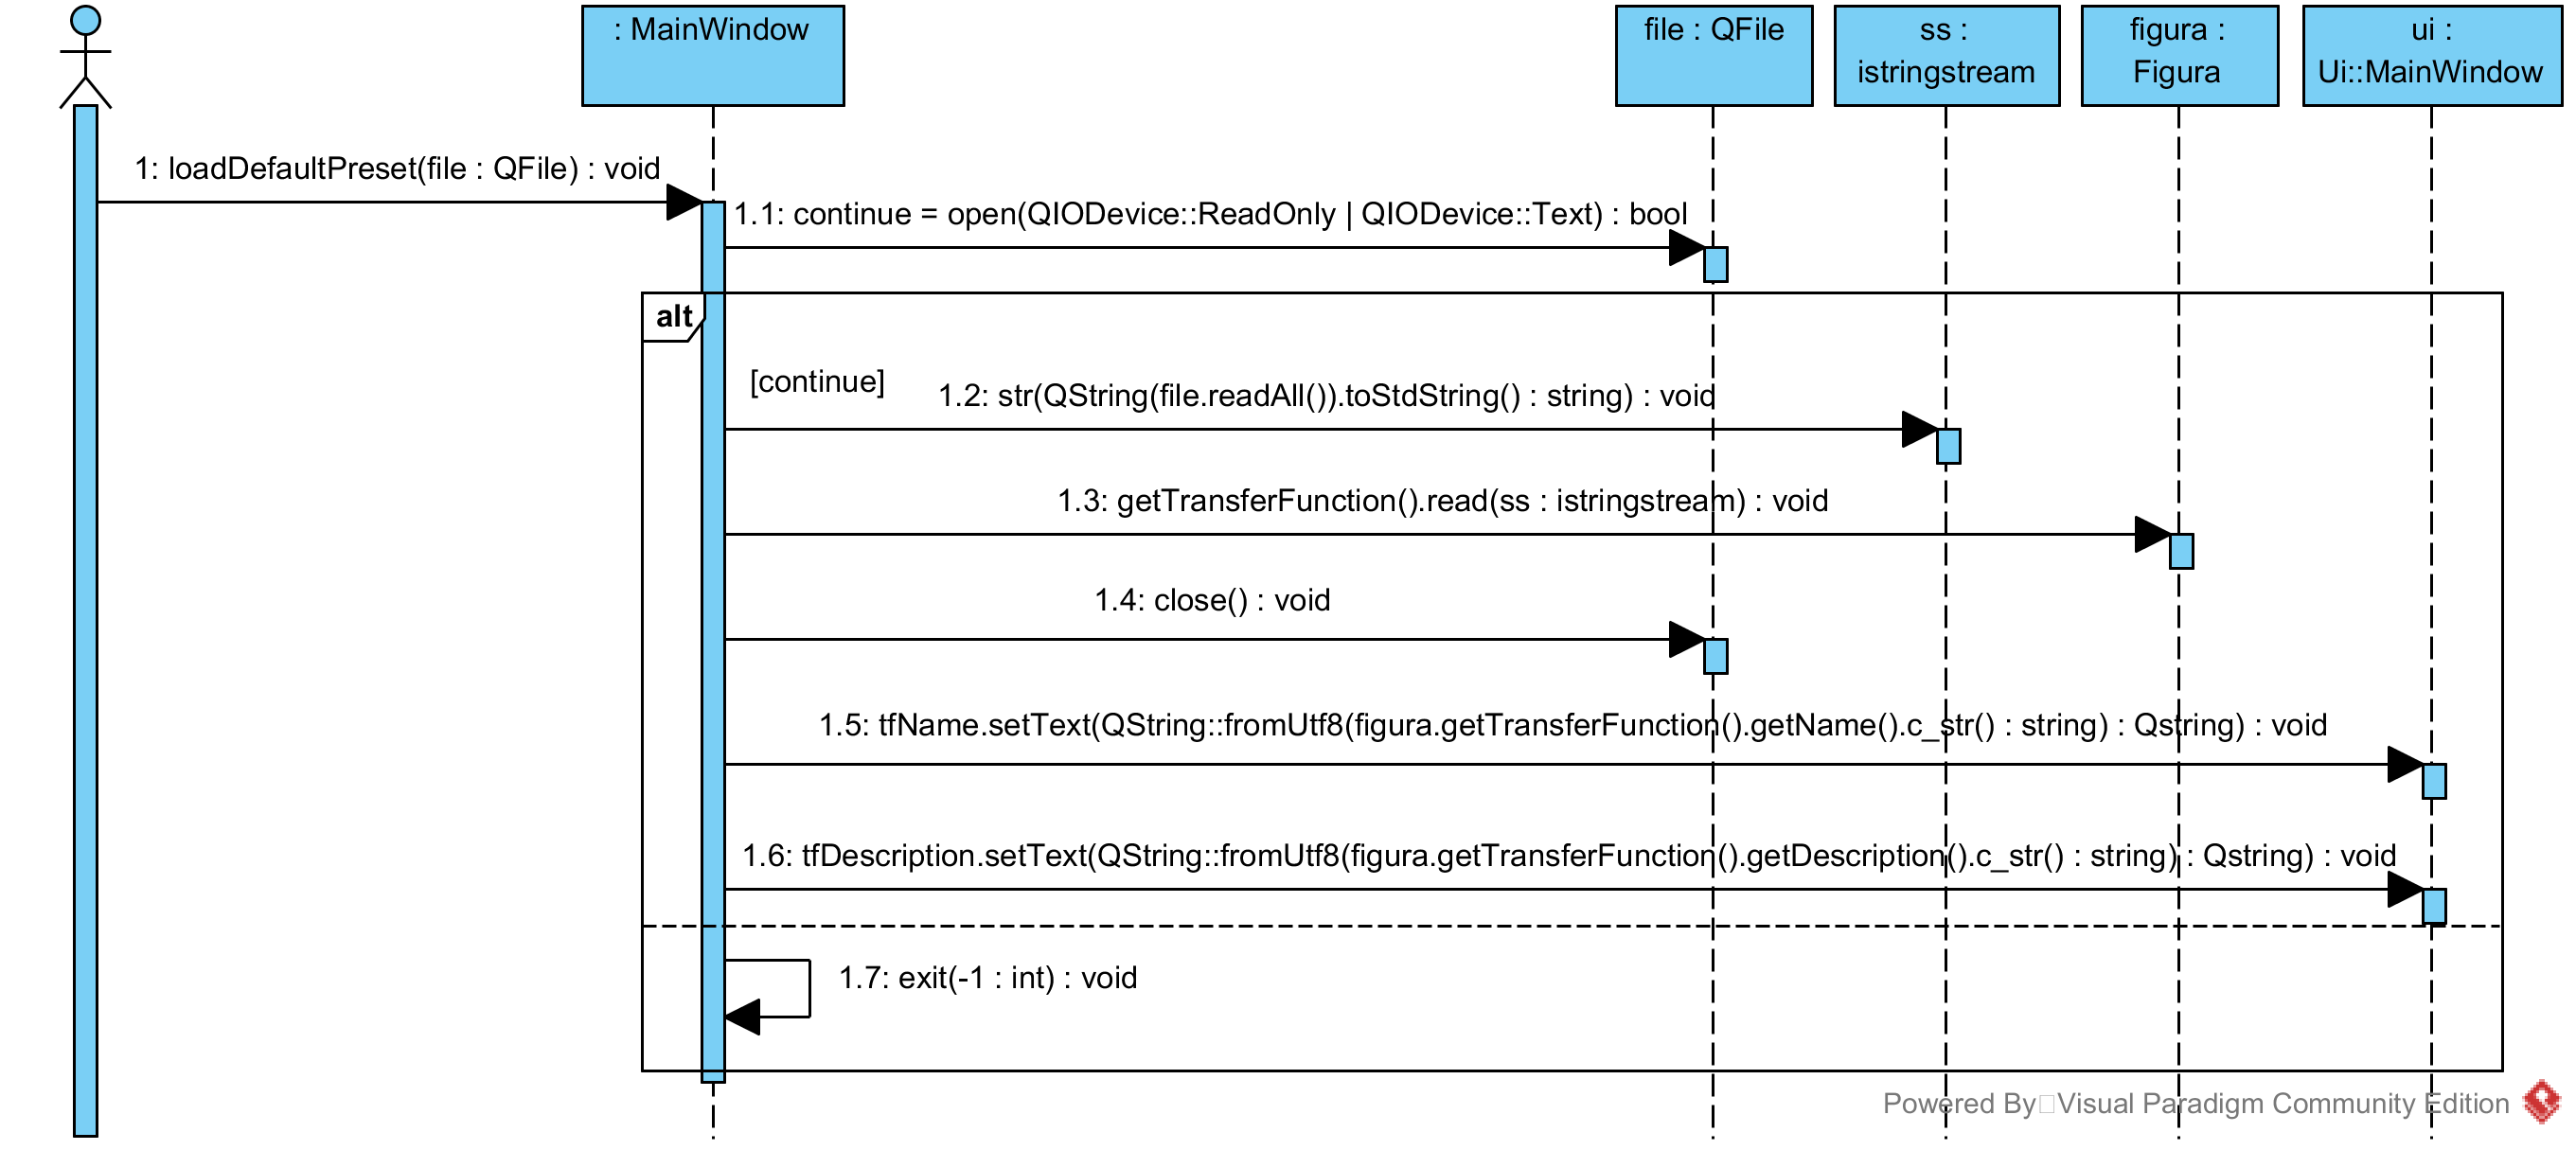 : MainWindow
file : QFile
ss :
istringstream
figura :
Figura
ui :
Ui::MainWindow
1: loadDefaultPreset(file : QFile) : void
1.1: continue = open(QIODevice::ReadOnly | QIODevice::Text) : bool
alt
[continue]
1.2: str(QString(file.readAll()).toStdString() : string) : void
1.3: getTransferFunction().read(ss : istringstream) : void
1.4: close() : void
1.5: tfName.setText(QString::fromUtf8(figura.getTransferFunction().getName().c_str() : string) : Qstring) : void
1.6: tfDescription.setText(QString::fromUtf8(figura.getTransferFunction().getDescription().c_str() : string) : Qstring) : void
1.7: exit(-1 : int) : void
Powered By Visual Paradigm Community Edition